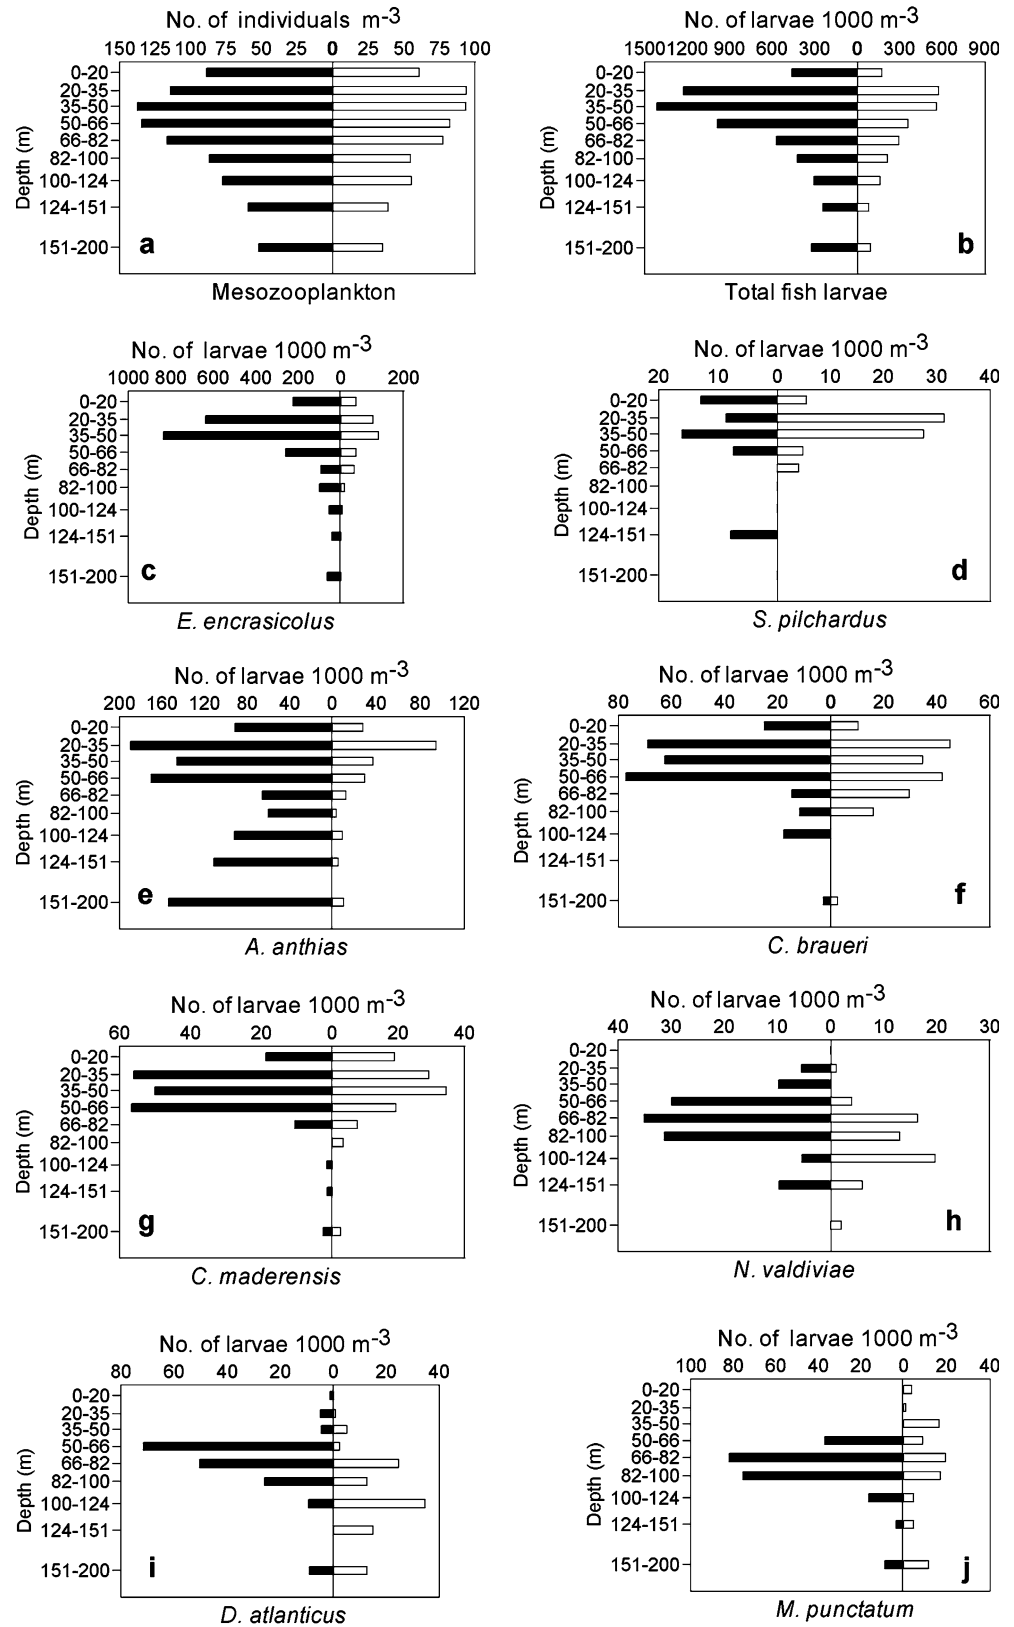 No. of individuals m-3
150 125 100 75 50 25 0 25 50 75 100
0-20
20-35
35-50
50-66
66-82
82-100
100-124
124-151
151-200
Depth (m)
a
Mesozooplankton
No. of larvae 1000 m-3
1500 1200 900 600 300 0 300 600 900
0-20
20-35
35-50
50-66
66-82
82-100
100-124
124-151
151-200
Depth (m)
b
Total fish larvae
No. of larvae 1000 m-3
1000 800 600 400 200 0 200
0-20
20-35
35-50
50-66
66-82
82-100
100-124
124-151
151-200
Depth (m)
c
E. encrasicolus
No. of larvae 1000 m-3
20 10 0 10 20 30 40
0-20
20-35
35-50
50-66
66-82
82-100
100-124
124-151
151-200
Depth (m)
d
S. pilchardus
No. of larvae 1000 m-3
200 160 120 80 40 0 40 80 120
0-20
20-35
35-50
50-66
66-82
82-100
100-124
124-151
151-200
Depth (m)
e
A. anthias
No. of larvae 1000 m-3
80 60 40 20 0 20 40 60
0-20
20-35
35-50
50-66
66-82
82-100
100-124
124-151
151-200
Depth (m)
f
C. braueri
No. of larvae 1000 m-3
60 40 20 0 20 40
0-20
20-35
35-50
50-66
66-82
82-100
100-124
124-151
151-200
Depth (m)
g
C. maderensis
No. of larvae 1000 m-3
40 30 20 10 0 10 20 30
0-20
20-35
35-50
50-66
66-82
82-100
100-124
124-151
151-200
Depth (m)
h
N. valdiviae
No. of larvae 1000 m-3
80 60 40 20 0 20 40
0-20
20-35
35-50
50-66
66-82
82-100
100-124
124-151
151-200
Depth (m)
i
D. atlanticus
No. of larvae 1000 m-3
100 80 60 40 20 0 20 40
0-20
20-35
35-50
50-66
66-82
82-100
100-124
124-151
151-200
Depth (m)
j
M. punctatum